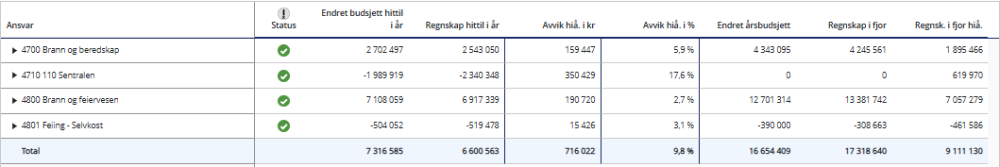 Ansvar Status Endret budsjett hittil i år Regnskap hittil i år Avvik hiå. i kr Avvik hiå. i % Endret årsbudsjett Regnskap i fjor Regnsk. i fjor hiå.
4700 Brann og beredskap 2 702 497 2 543 050 159 447 5,9 % 4 343 095 4 245 561 1 895 466
4710 110 Sentralen -1 989 919 -2 340 348 350 429 17,6 % 0 0 619 970
4800 Brann og feiervesen 7 108 059 6 917 339 190 720 2,7 % 12 701 314 13 381 742 7 057 279
4801 Feiing - Selvkost -504 052 -519 478 15 426 3,1 % -390 000 -308 663 -461 586
Total 7 316 585 6 600 563 716 022 9,8 % 16 654 409 17 318 640 9 111 130